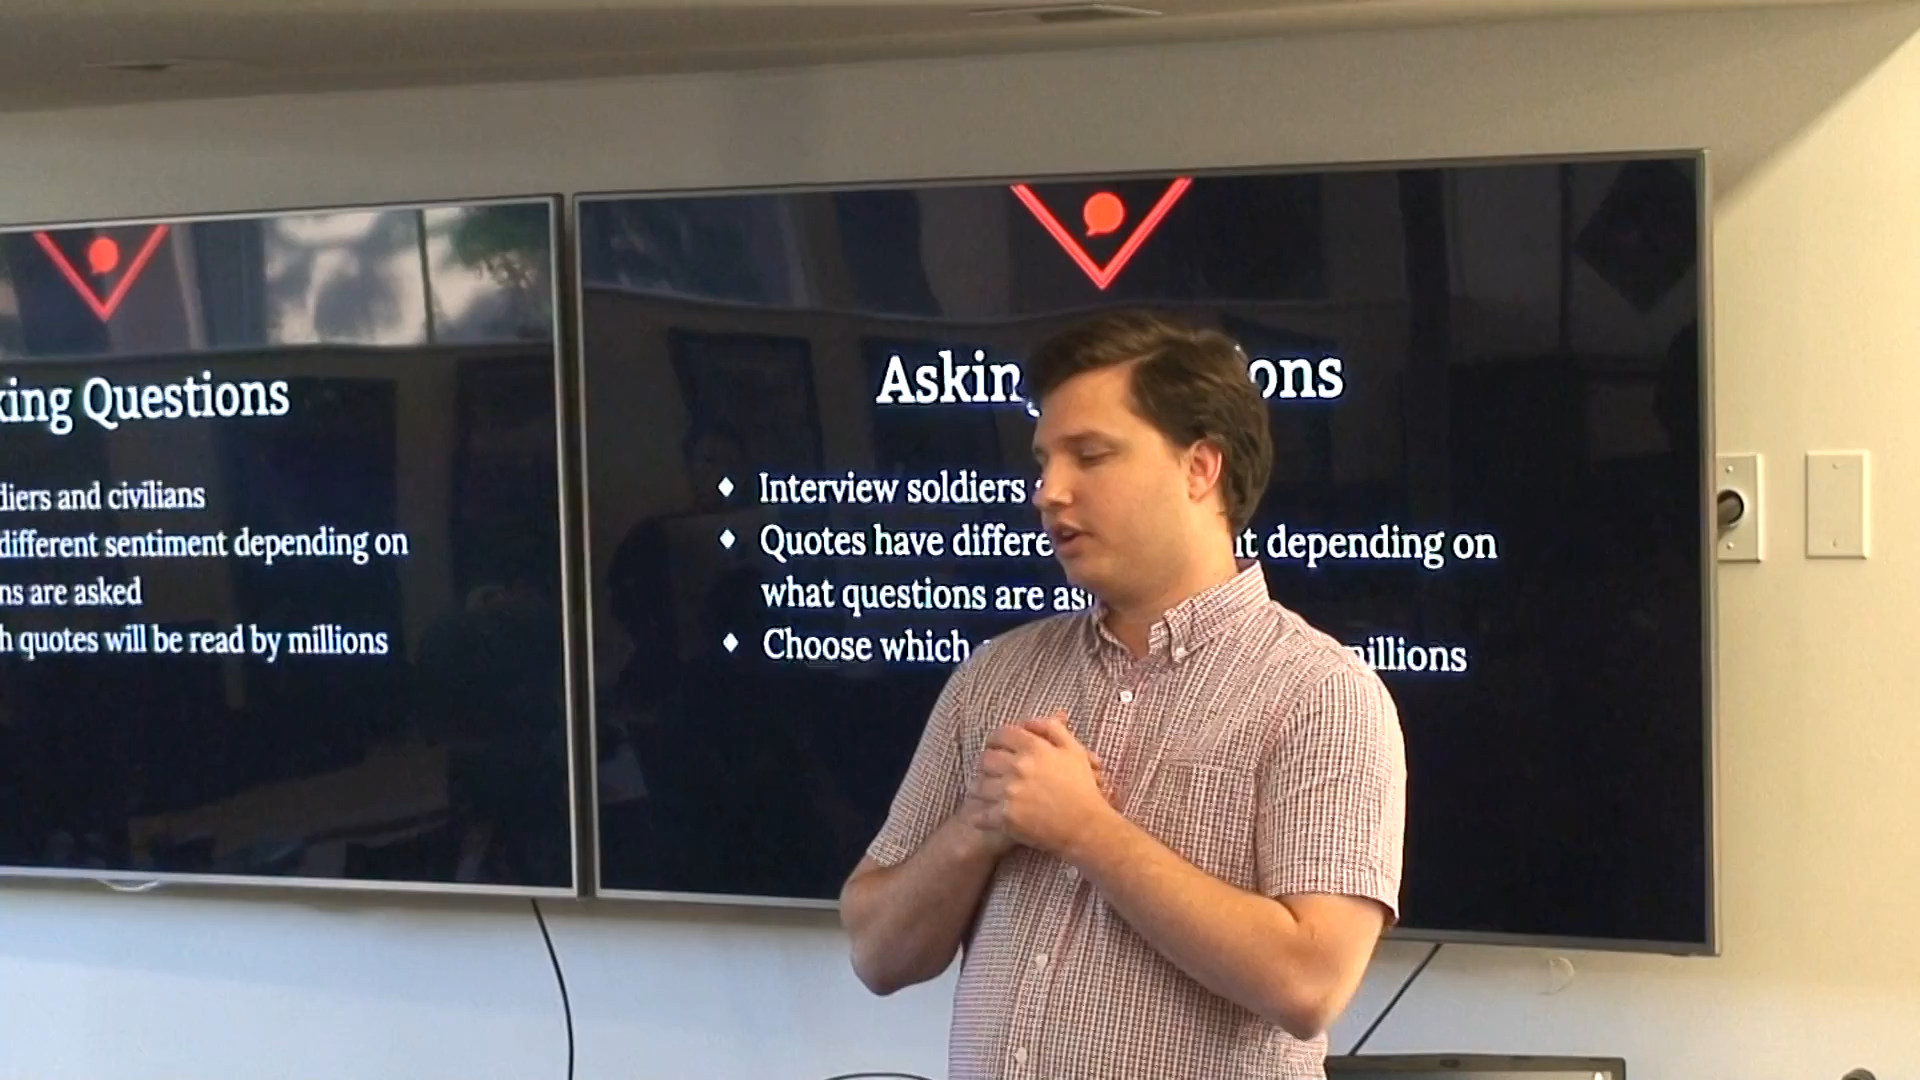 king Questions
diers and civilians
different sentiment depending on
ns are asked
h quotes will be read by millions
Asking ons
Interview soldiers
Quotes have differe t depending on
what questions are as
Choose which millions